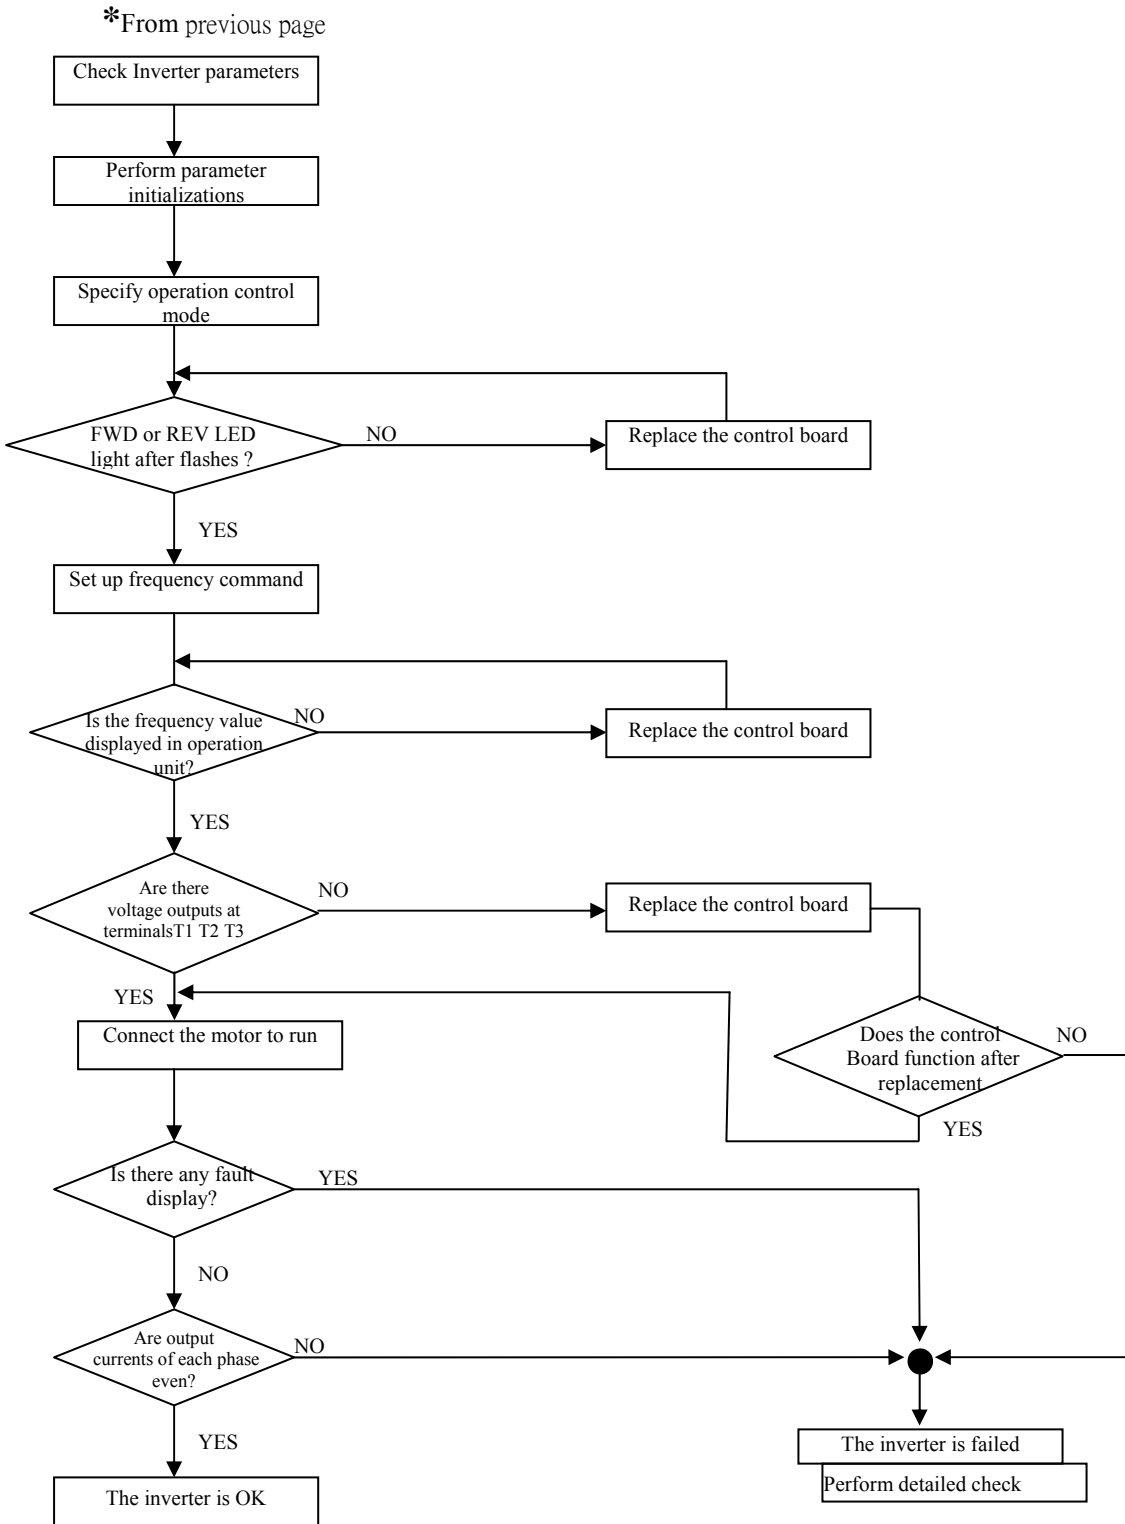 *From previous page
Check Inverter parameters
Perform parameter
initializations
Specify operation control
mode
FWD or REV LED
light after flashes ?
NO
Replace the control board
YES
Set up frequency command
Is the frequency value
displayed in operation
unit?
NO
Replace the control board
YES
Are there
voltage outputs at
terminalsT1 T2 T3
NO
Replace the control board
YES
Connect the motor to run
Does the control
Board function after
replacement
NO
YES
Is there any fault
display?
YES
NO
Are output
currents of each phase
even?
NO
YES
The inverter is failed
Perform detailed check
The inverter is OK